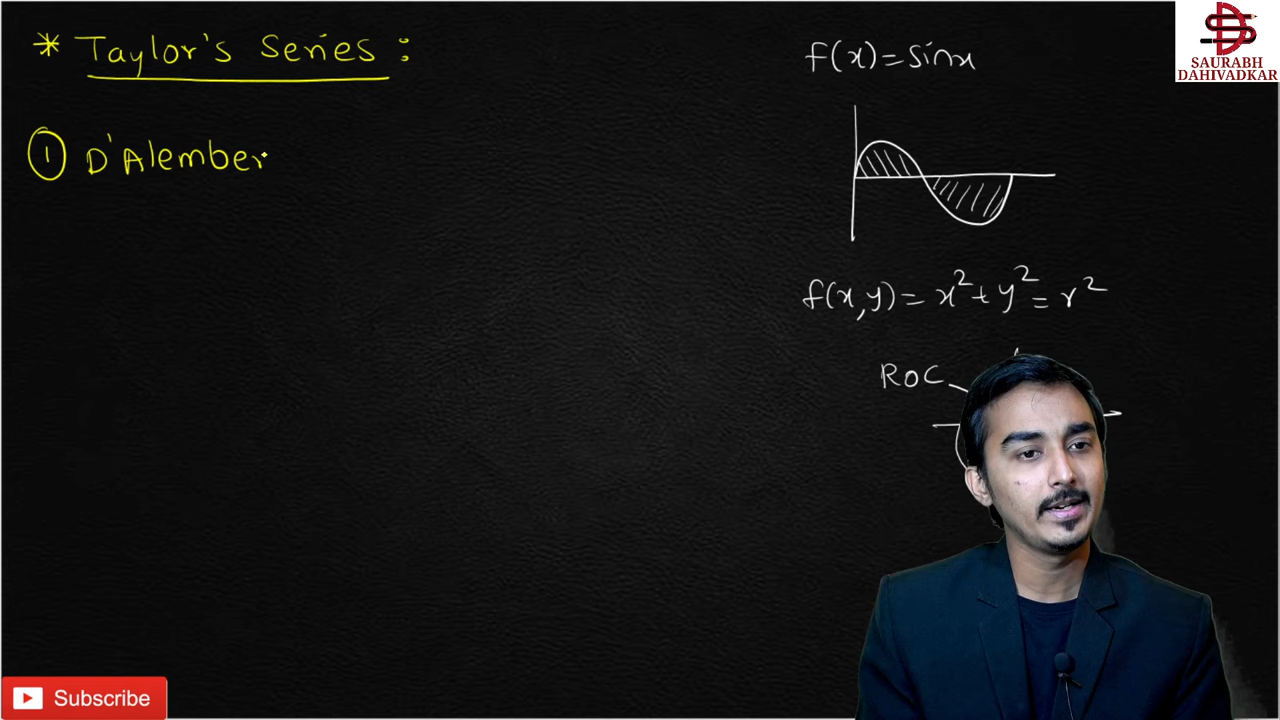 * Taylor's Series :
① D'Alember
f(x)=sinx
f(x,y) = x²+y²=r²
ROC
SAURABH
DAHIVADKAR
Subscribe